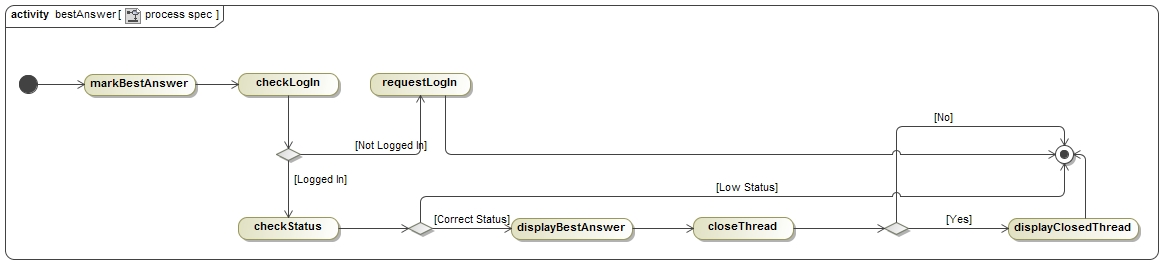 activity bestAnswer [ process spec ]
markBestAnswer
checkLogIn
requestLogIn
[No]
[Not Logged In]
[Logged In]
[Low Status]
checkStatus
[Correct Status]
displayBestAnswer
closeThread
[Yes]
displayClosedThread